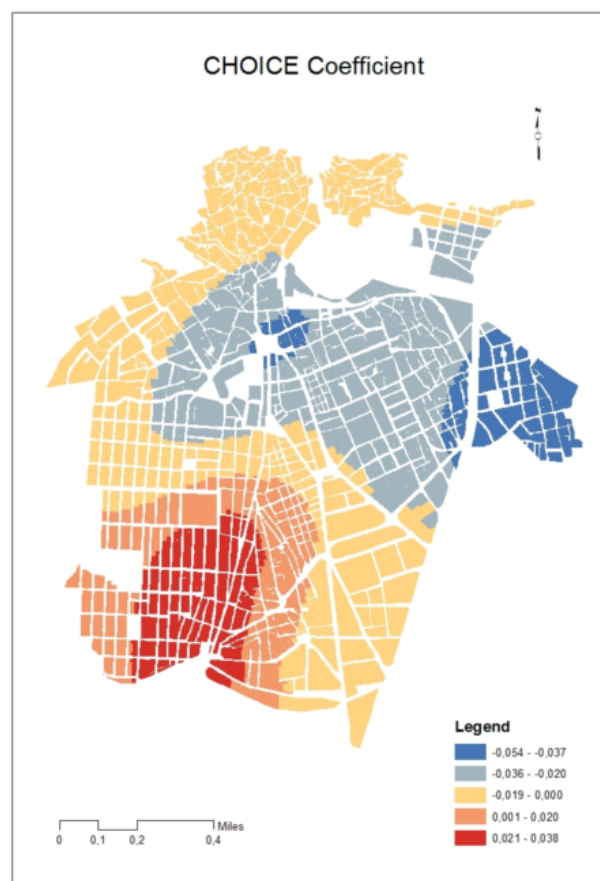 CHOICE Coefficient
Legend
-0,054 - -0,037
-0,036 - -0,020
-0,019 - 0,000
0,001 - 0,020
0,021 - 0,038
Miles
0 0,1 0,2 0,4